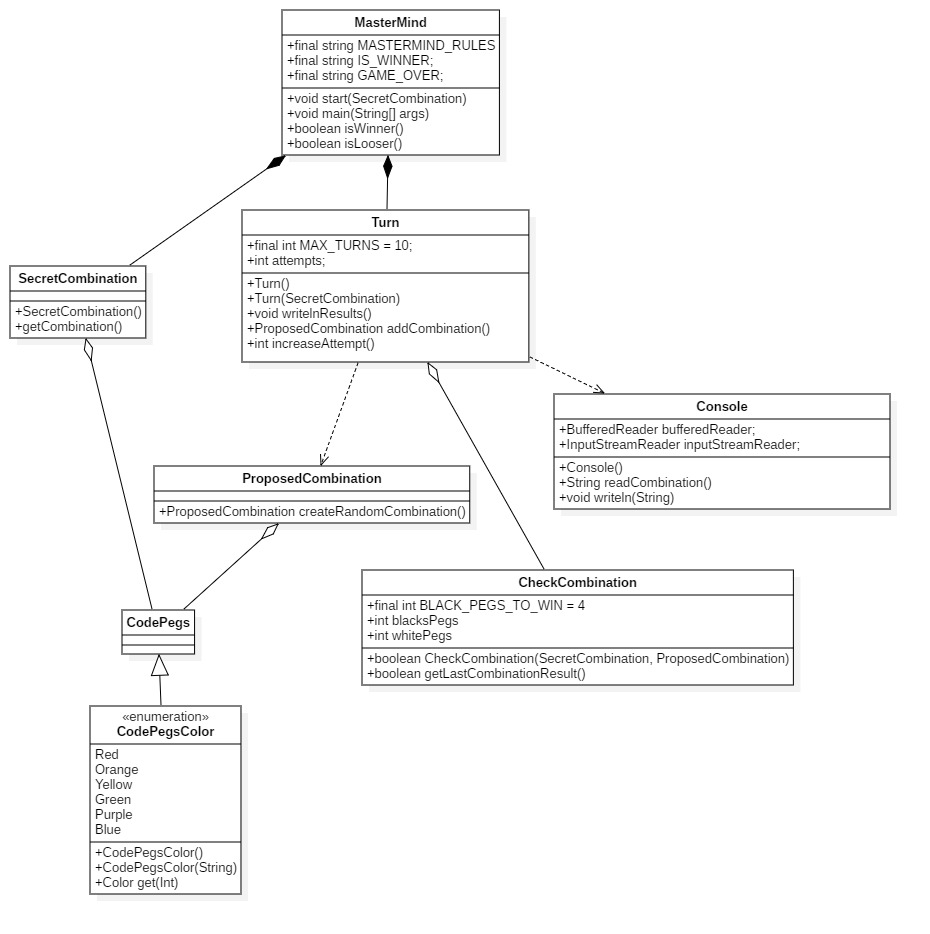 MasterMind
+final string MASTERMIND_RULES
+final string IS_WINNER;
+final string GAME_OVER;
+void start(SecretCombination)
+void main(String[] args)
+boolean isWinner()
+boolean isLooser()
Turn
+final int MAX_TURNS = 10;
+int attempts;
+Turn()
+Turn(SecretCombination)
+void writelnResults()
+ProposedCombination addCombination()
+int increaseAttempt()
SecretCombination
+SecretCombination()
+getCombination()
Console
+BufferedReader bufferedReader;
+InputStreamReader inputStreamReader;
+Console()
+String readCombination()
+void writeln(String)
ProposedCombination
+ProposedCombination createRandomCombination()
CheckCombination
+final int BLACK_PEGS_TO_WIN = 4
+int blacksPegs
+int whitePegs
+boolean CheckCombination(SecretCombination, ProposedCombination)
+boolean getLastCombinationResult()
CodePegs
«enumeration»
CodePegsColor
Red
Orange
Yellow
Green
Purple
Blue
+CodePegsColor()
+CodePegsColor(String)
+Color get(Int)